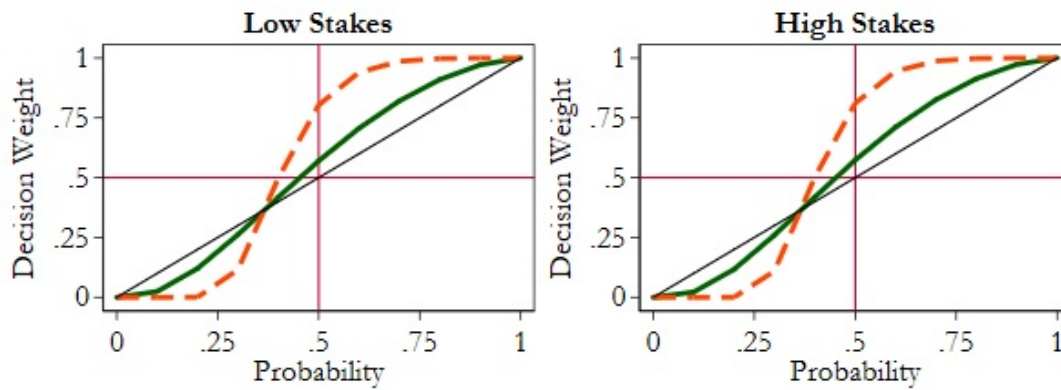 Low Stakes
Decision Weight
1
.75
.5
.25
0
0 .25 .5 .75 1
Probability
High Stakes
Decision Weight
1
.75
.5
.25
0
0 .25 .5 .75 1
Probability